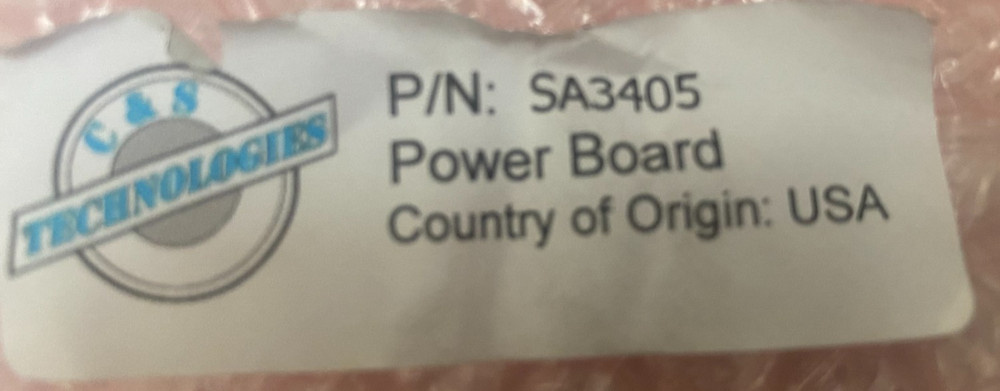 C & S
TECHNOLOGIES
P/N: SA3405
Power Board
Country of Origin: USA